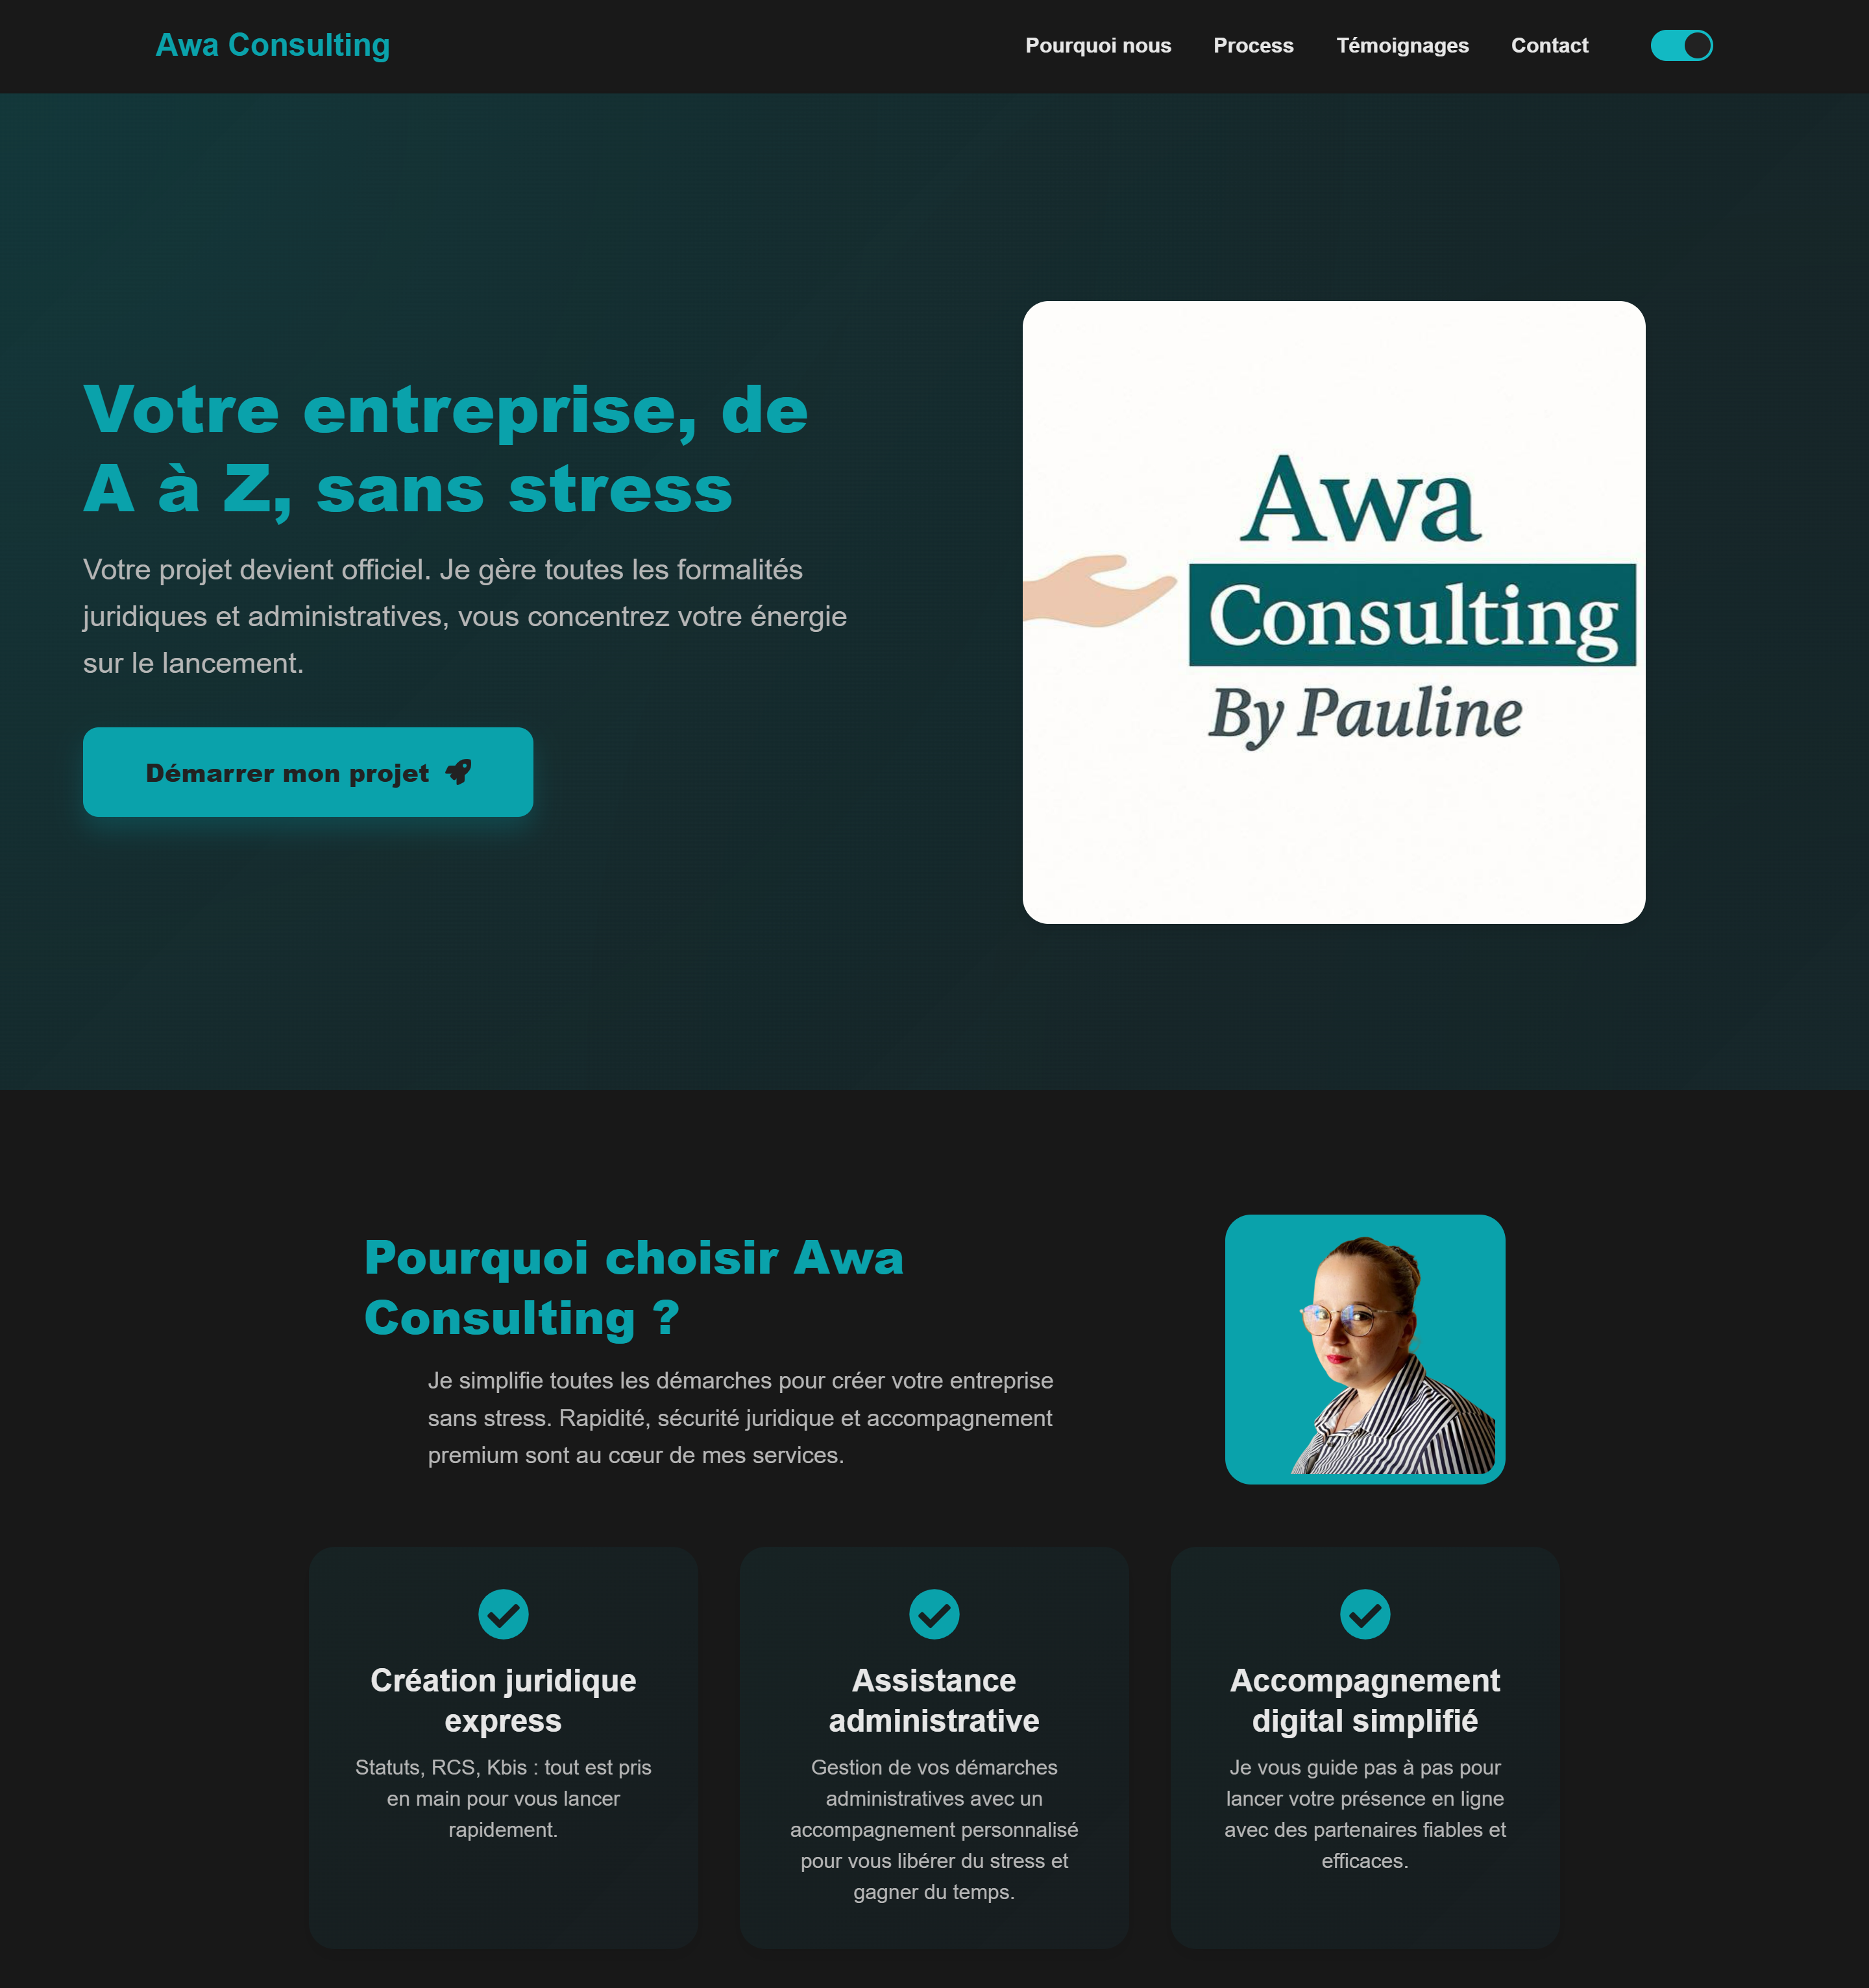 Awa Consulting
Pourquoi nous
Process
Témoignages
Contact
Votre entreprise, de
A à Z, sans stress
Votre projet devient officiel. Je gère toutes les formalités
juridiques et administratives, vous concentrez votre énergie
sur le lancement.
Démarrer mon projet
Awa
Consulting
By Pauline
Pourquoi choisir Awa
Consulting ?
Je simplifie toutes les démarches pour créer votre entreprise
sans stress. Rapidité, sécurité juridique et accompagnement
premium sont au cœur de mes services.
Création juridique
express
Statuts, RCS, Kbis : tout est pris
en main pour vous lancer
rapidement.
Assistance
administrative
Gestion de vos démarches
administratives avec un
accompagnement personnalisé
pour vous libérer du stress et
gagner du temps.
Accompagnement
digital simplifié
Je vous guide pas à pas pour
lancer votre présence en ligne
avec des partenaires fiables et
efficaces.